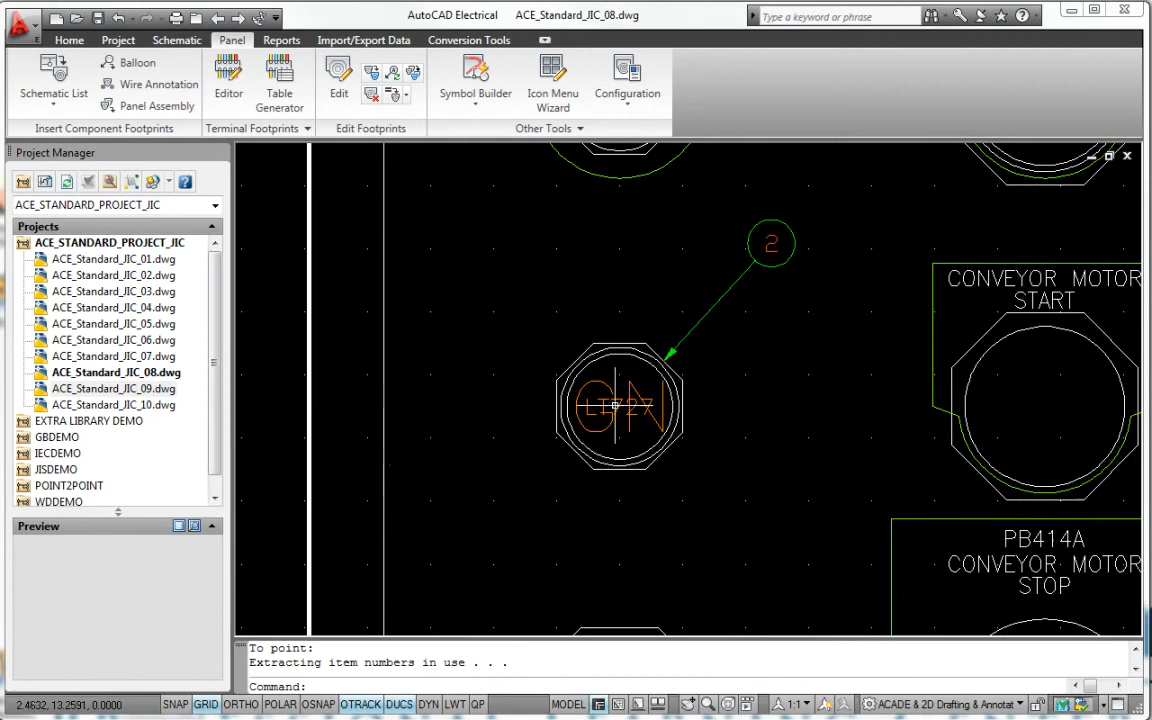 AutoCAD Electrical ACE_Standard_JIC_08.dwg
Type a keyword or phrase
Home Project Schematic Panel Reports Import/Export Data Conversion Tools
Schematic List
Balloon
Wire Annotation
Panel Assembly
Insert Component Footprints
Editor
Table Generator
Terminal Footprints
Edit
Edit Footprints
Symbol Builder
Icon Menu Wizard
Configuration
Other Tools
Project Manager
ACE_STANDARD_PROJECT_JIC
Projects
ACE_STANDARD_PROJECT_JIC
ACE_Standard_JIC_01.dwg
ACE_Standard_JIC_02.dwg
ACE_Standard_JIC_03.dwg
ACE_Standard_JIC_04.dwg
ACE_Standard_JIC_05.dwg
ACE_Standard_JIC_06.dwg
ACE_Standard_JIC_07.dwg
ACE_Standard_JIC_08.dwg
ACE_Standard_JIC_09.dwg
ACE_Standard_JIC_10.dwg
EXTRA LIBRARY DEMO
GBDEMO
IECDEMO
JISDEMO
POINT2POINT
WDDEMO
Preview
2
GN
LT727
CONVEYOR MOTOR
START
PB414A
CONVEYOR MOTOR
STOP
To point:
Extracting item numbers in use . . .
Command:
2.4632, 13.2591, 0.0000 SNAP GRID ORTHO POLAR OSNAP OTRACK DUCS DYN LWT QP MODEL 1:1 ACADE & 2D Drafting & Annotat